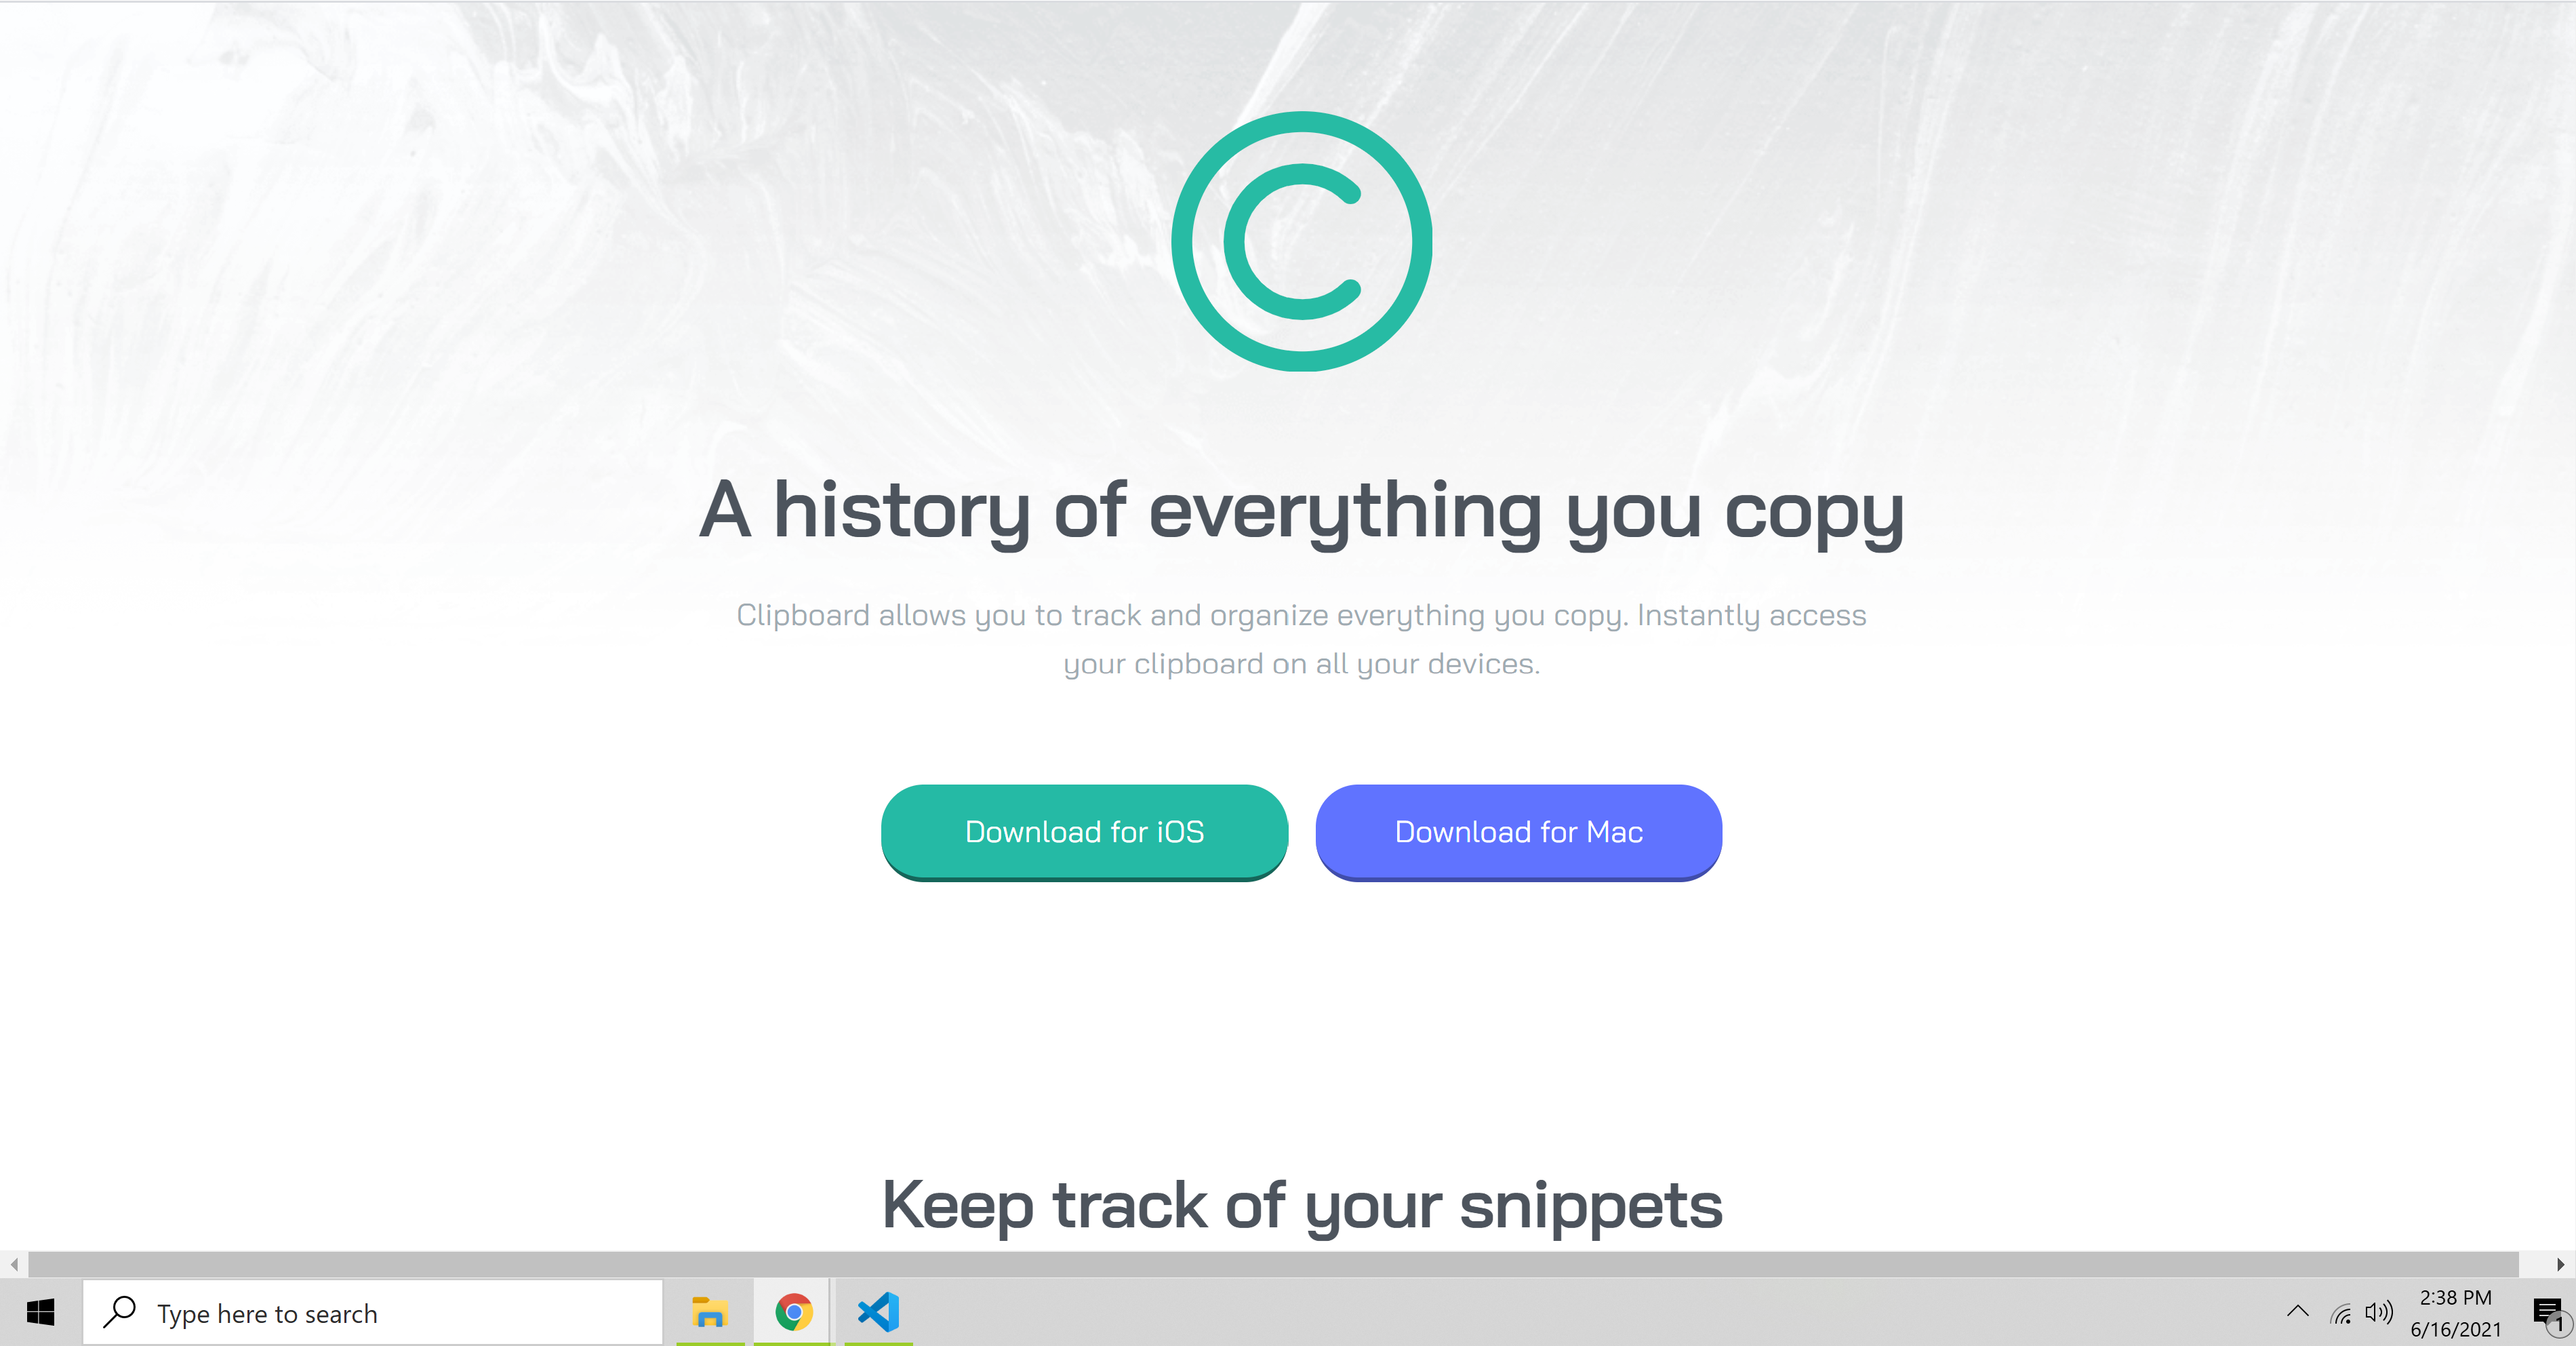 C
A history of everything you copy
Clipboard allows you to track and organize everything you copy. Instantly access
your clipboard on all your devices.
Download for iOS
Download for Mac
Keep track of your snippets
Type here to search
2:38 PM
6/16/2021
1